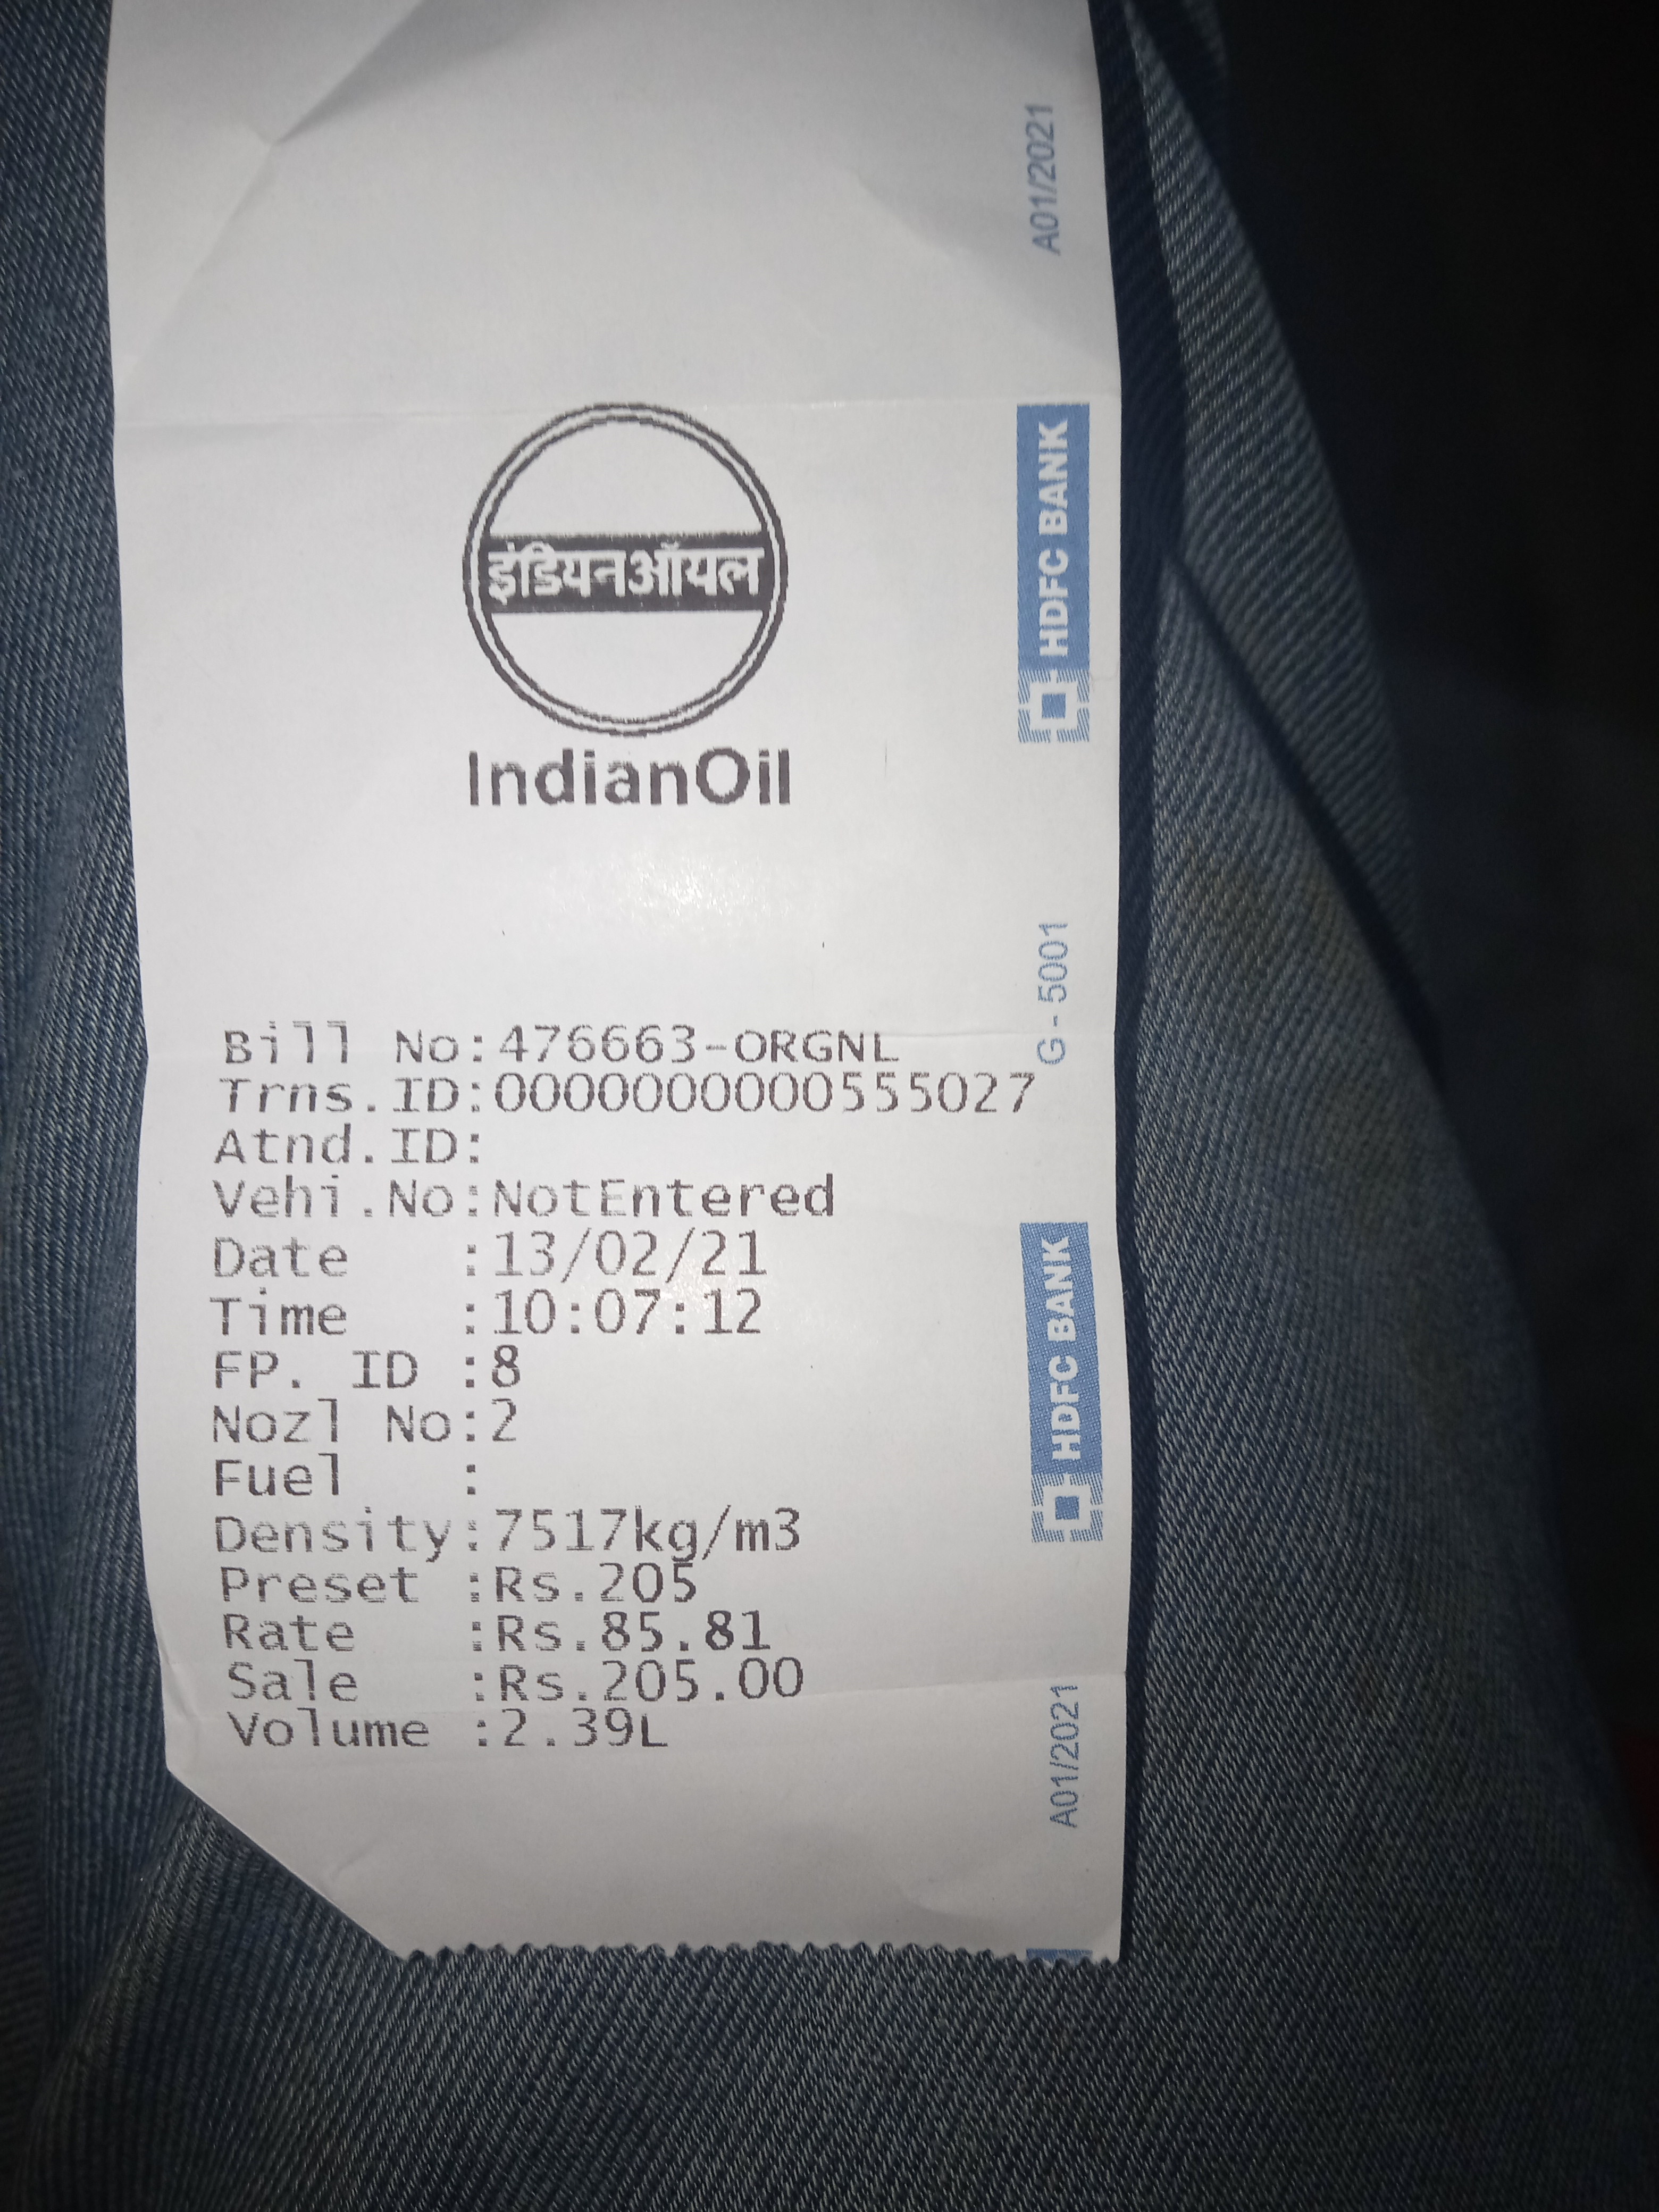 इंडियनऑयल
IndianOil
Bill No:476663-ORGNL
Trns.ID:0000000000555027
Atnd.ID:
Vehi.No:NotEntered
Date :13/02/21
Time :10:07:12
FP. ID :8
Nozl No:2
Fuel :
Density:7517kg/m3
Preset :Rs.205
Rate :Rs.85.81
Sale :Rs.205.00
Volume :2.39L
A01/2021
HDFC BANK
G - 5001
HDFC BANK
A01/2021